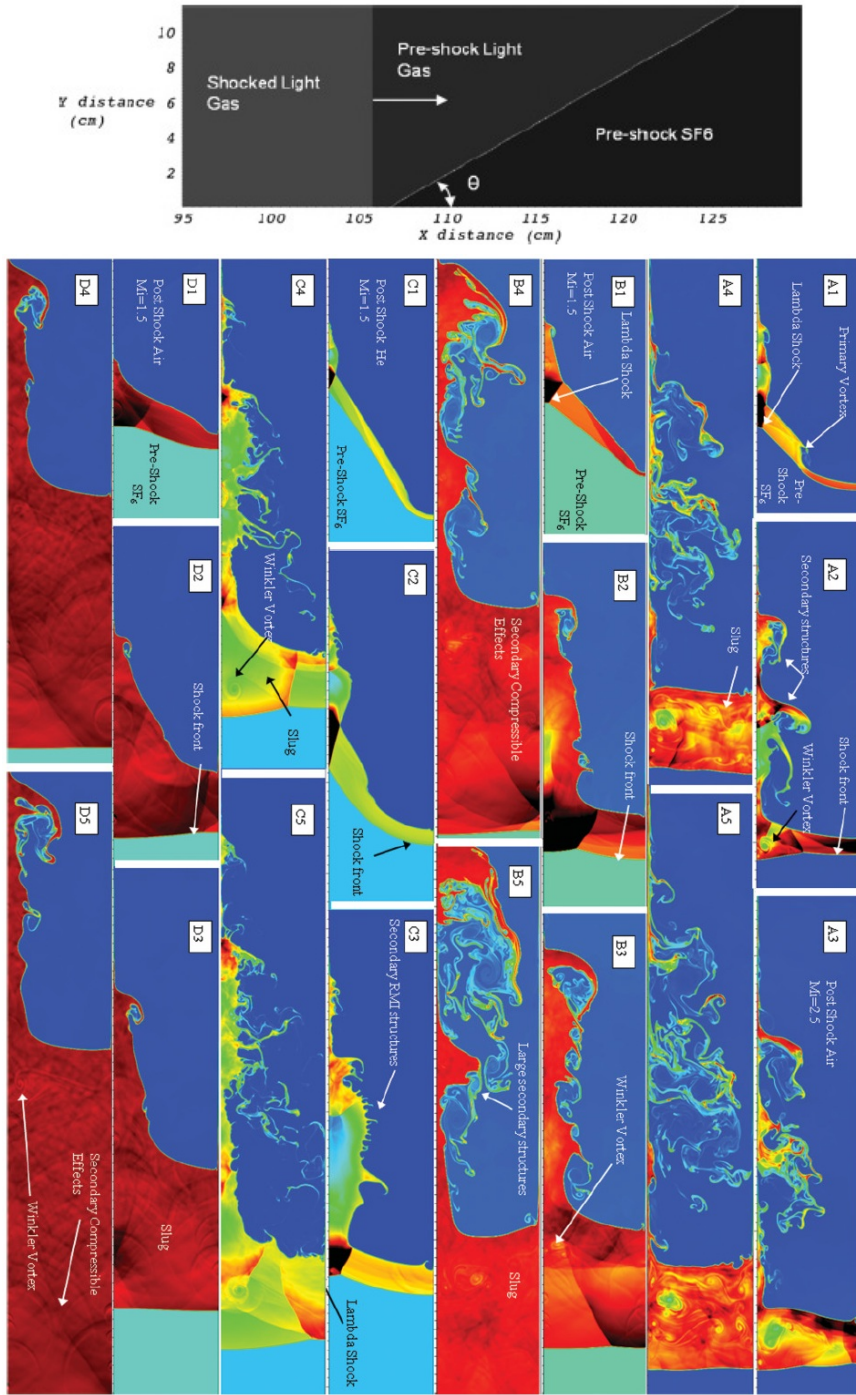 10
8
Y distance 6
(cm)
4
2
Shocked Light
Gas
Pre-shock Light
Gas
Pre-shock SF6
θ
95 100 105 110 115 120 125
X distance (cm)
A1
Primary Vortex
Lambda Shock
Pre-
Shock
SF6
A2
Secondary structures
Winkler Vortex
Shock front
A3
Post Shock Air
Mi=2.5
A4
Slug
A5
B1
Post Shock Air
Mi=1.5
Lambda Shock
Pre-Shock
SF6
B2
Shock front
B3
Winkler Vortex
B4
Secondary Compressible
Effects
B5
Large secondary structures
Slug
C1
Post Shock He
Mi=1.5
Pre-Shock SF6
C2
Shock front
C3
Secondary RMI structures
C4
Winkler Vortex
Slug
C5
Lambda Shock
D1
Post Shock Air
Mi=1.5
Pre-Shock
SF6
D2
Shock front
D3
Slug
D4
D5
Winkler Vortex
Secondary Compressible
Effects